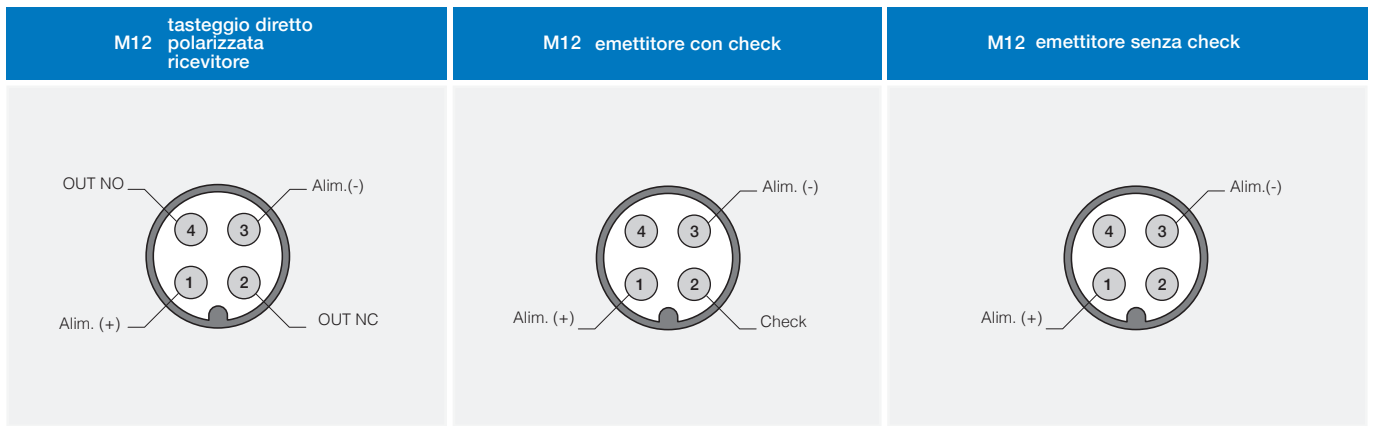 M12 tasteggio diretto
polarizzata
ricevitore
M12 emettitore con check
M12 emettitore senza check
OUT NO
Alim.(-)
4
3
1
2
Alim. (+)
OUT NC
Alim. (-)
4
3
1
2
Alim. (+)
Check
Alim.(-)
4
3
1
2
Alim. (+)